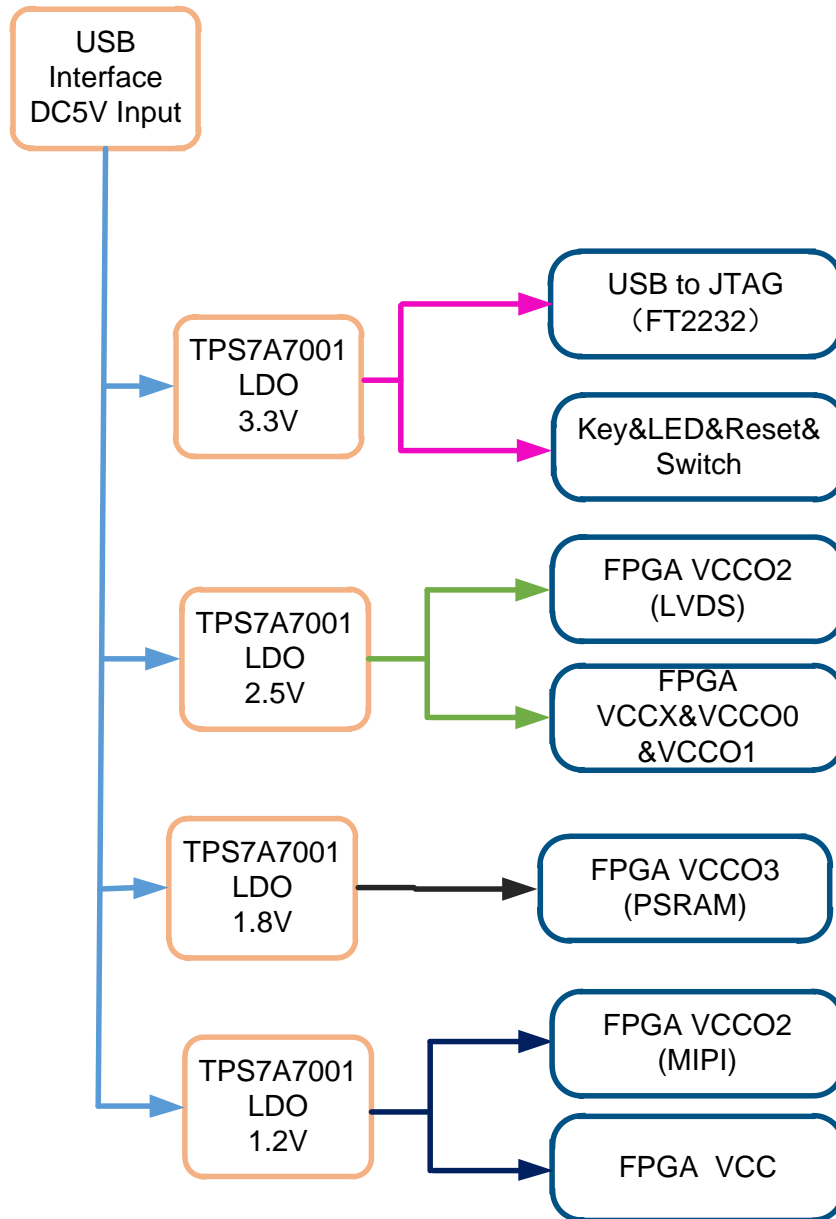 USB
Interface
DC5V Input
TPS7A7001
LDO
3.3V
USB to JTAG
（FT2232）
Key&LED&Reset&
Switch
TPS7A7001
LDO
2.5V
FPGA VCCO2
(LVDS)
FPGA
VCCX&VCCO0
&VCCO1
TPS7A7001
LDO
1.8V
FPGA VCCO3
(PSRAM)
TPS7A7001
LDO
1.2V
FPGA VCCO2
(MIPI)
FPGA  VCC